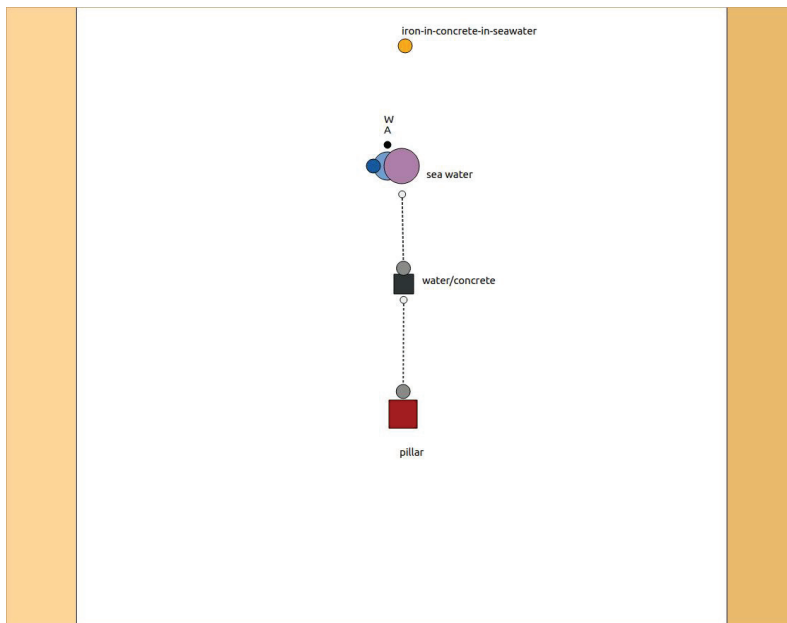 iron-in-concrete-in-seawater
W
A
sea water
water/concrete
pillar